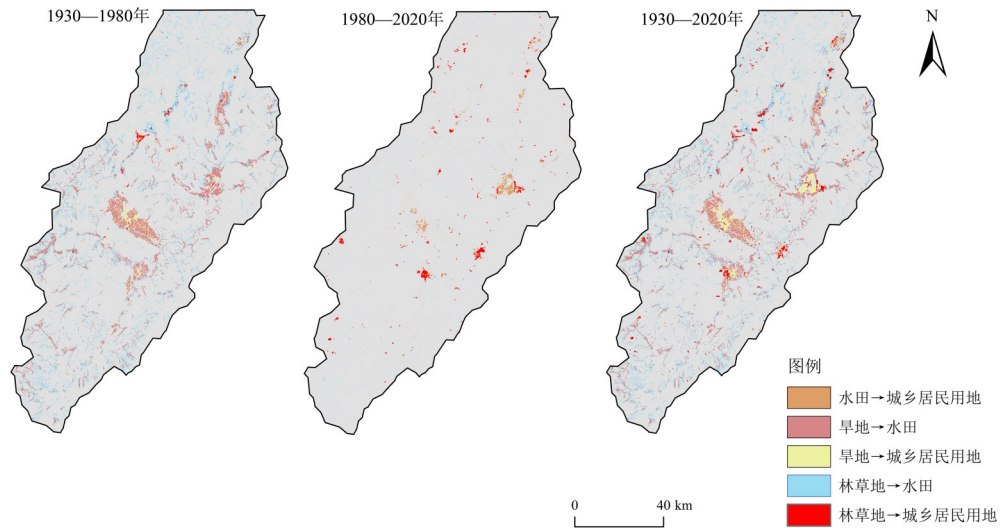 1930—1980年
1980—2020年
1930—2020年
N
图例
水田→城乡居民用地
旱地→水田
旱地→城乡居民用地
林草地→水田
林草地→城乡居民用地
0 40 km